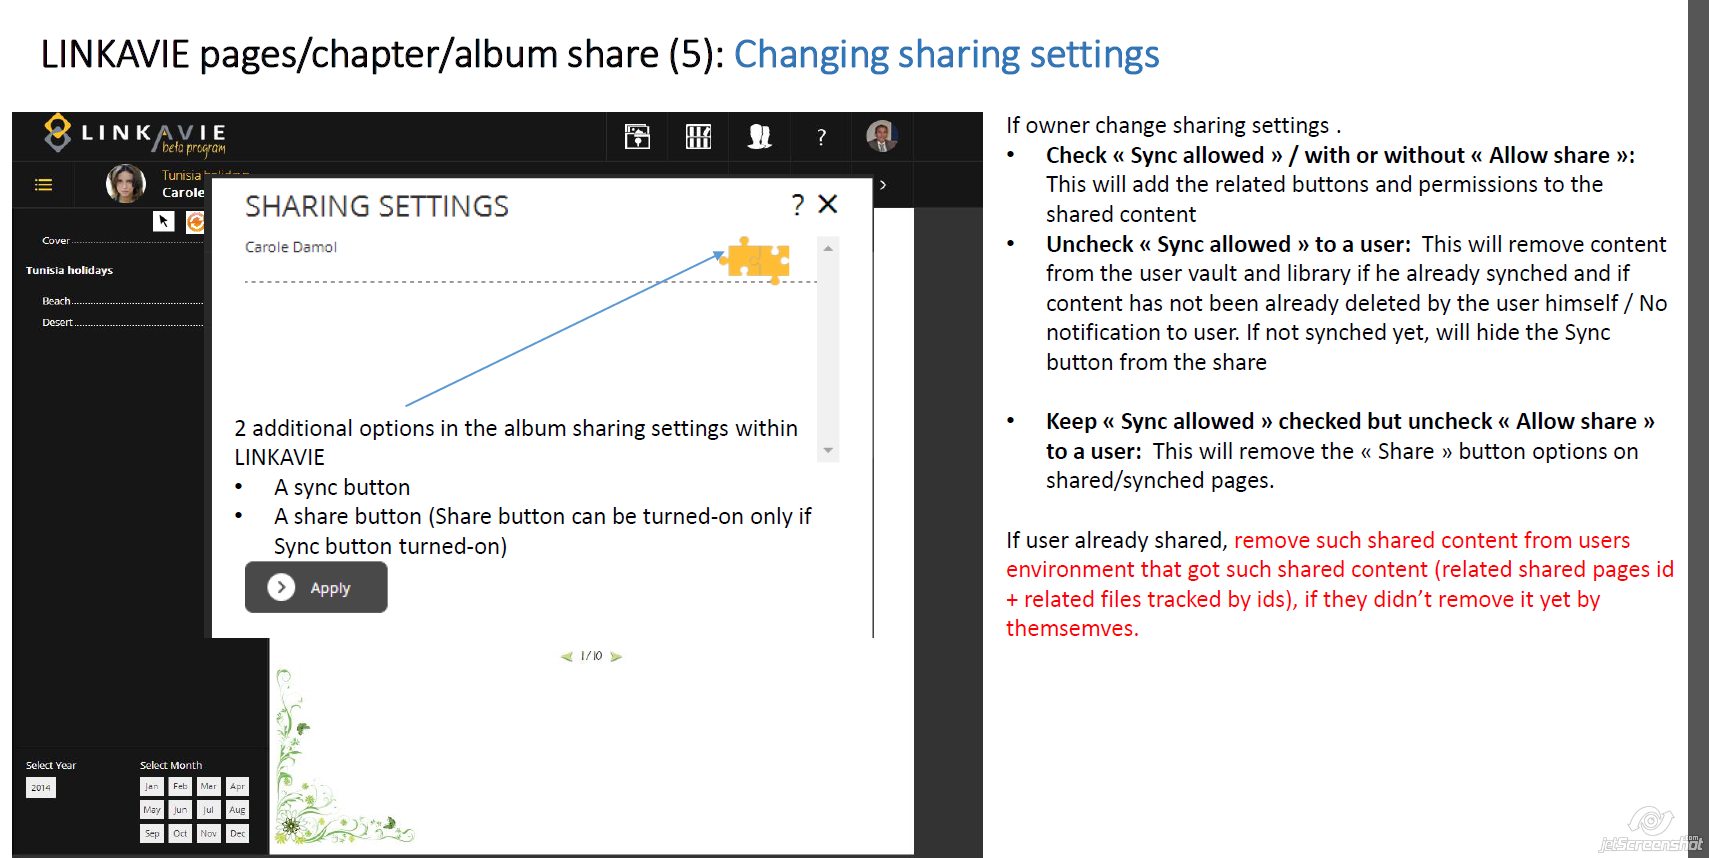 LINKAVIE pages/chapter/album share (5): Changing sharing settings
LINKAVIE
beta program
?
Tunisia holidays
Carole
SHARING SETTINGS
? X
Carole Damol
Cover
Tunisia holidays
Beach
Desert
2 additional options in the album sharing settings within
LINKAVIE
• A sync button
• A share button (Share button can be turned-on only if
Sync button turned-on)
Apply
1/10
Select Year
2014
Select Month
Jan Feb Mar Apr
May Jun Jul Aug
Sep Oct Nov Dec
If owner change sharing settings .
• Check « Sync allowed » / with or without « Allow share »:
This will add the related buttons and permissions to the
shared content
• Uncheck « Sync allowed » to a user: This will remove content
from the user vault and library if he already synched and if
content has not been already deleted by the user himself / No
notification to user. If not synched yet, will hide the Sync
button from the share
• Keep « Sync allowed » checked but uncheck « Allow share »
to a user: This will remove the « Share » button options on
shared/synched pages.
If user already shared, remove such shared content from users
environment that got such shared content (related shared pages id
+ related files tracked by ids), if they didn’t remove it yet by
themsemves.
jetScreenshot.com